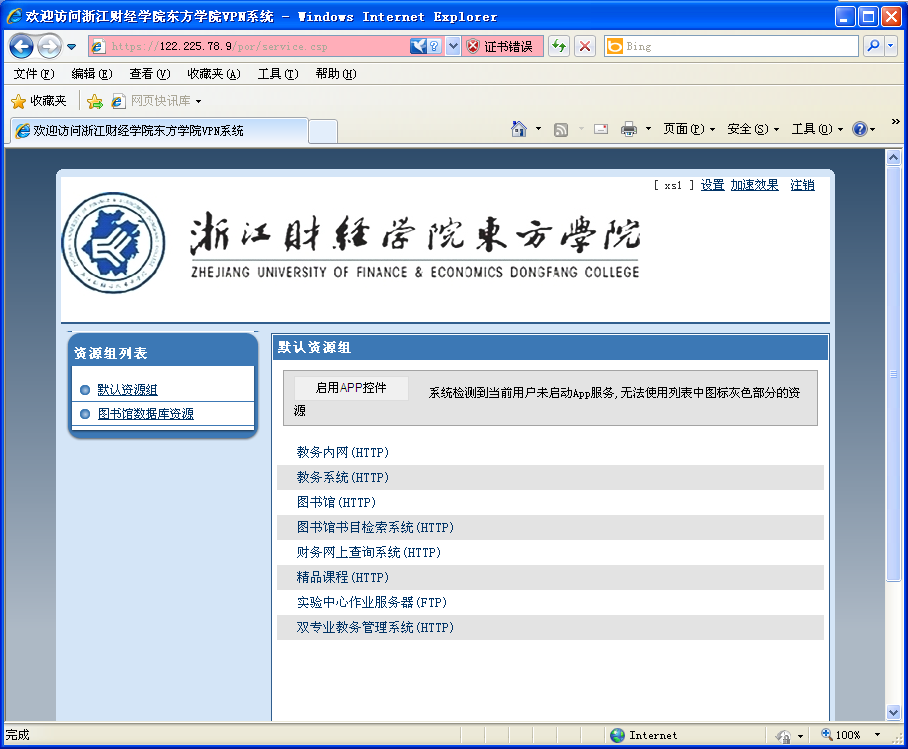 欢迎访问浙江财经学院东方学院VPN系统 - Windows Internet Explorer
https://122.225.78.9/por/service.csp 证书错误 Bing
文件(F) 编辑(E) 查看(V) 收藏夹(A) 工具(T) 帮助(H)
收藏夹 网页快讯库
欢迎访问浙江财经学院东方学院VPN系统 页面(P) 安全(S) 工具(O)
[ xs1 ] 设置 加速效果 注销
浙江财经学院東方學院
ZHEJIANG UNIVERSITY OF FINANCE & ECONOMICS DONGFANG COLLEGE
资源组列表
默认资源组
图书馆数据库资源
默认资源组
启用APP控件 系统检测到当前用户未启动App服务,无法使用列表中图标灰色部分的资
源
教务内网(HTTP)
教务系统(HTTP)
图书馆(HTTP)
图书馆书目检索系统(HTTP)
财务网上查询系统(HTTP)
精品课程(HTTP)
实验中心作业服务器(FTP)
双专业教务管理系统(HTTP)
完成 Internet 100%